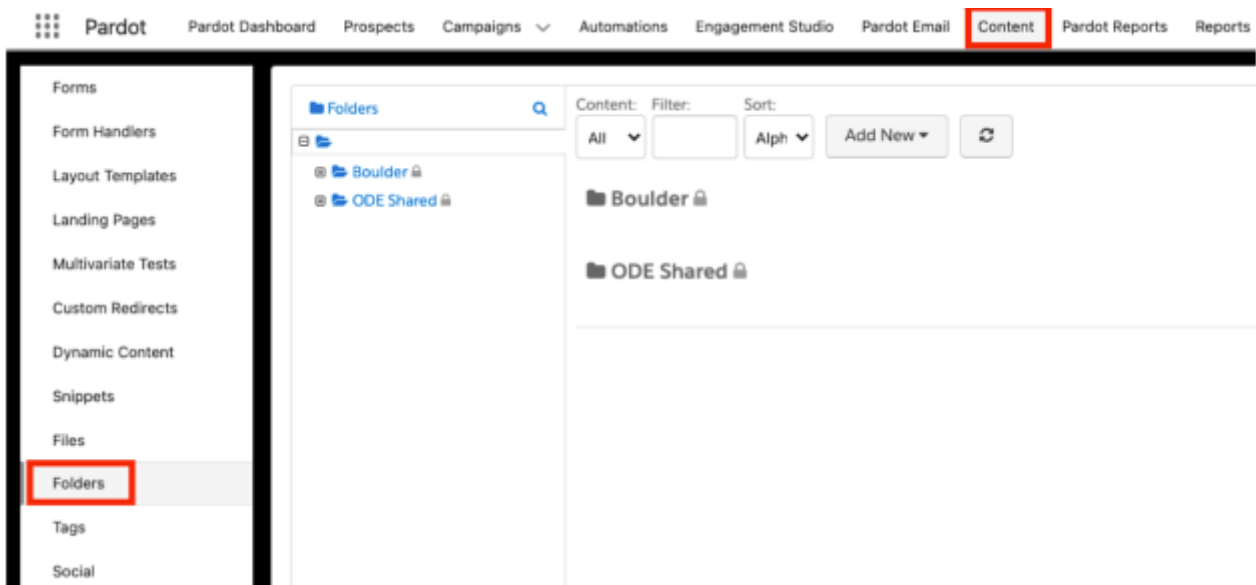 Pardot Pardot Dashboard Prospects Campaigns Automations Engagement Studio Pardot Email Content Pardot Reports Reports
Forms
Form Handlers
Layout Templates
Landing Pages
Multivariate Tests
Custom Redirects
Dynamic Content
Snippets
Files
Folders
Tags
Social
Folders
Boulder
ODE Shared
Content: Filter: Sort:
All Alph Add New
Boulder
ODE Shared